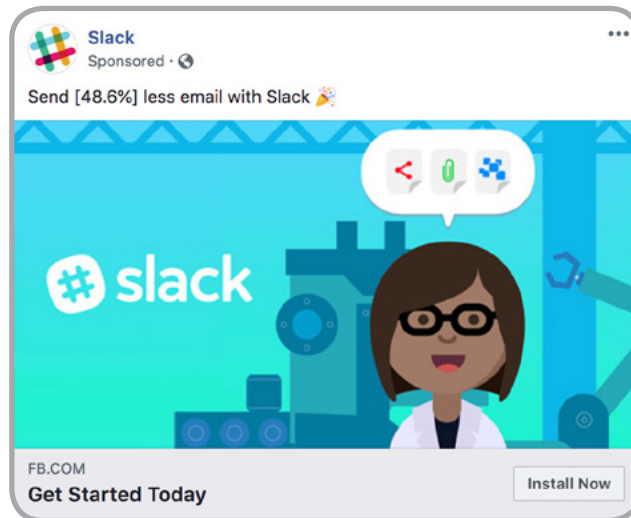 Slack
Sponsored ·
Send [48.6%] less email with Slack 🎉
slack
FB.COM
Get Started Today
Install Now